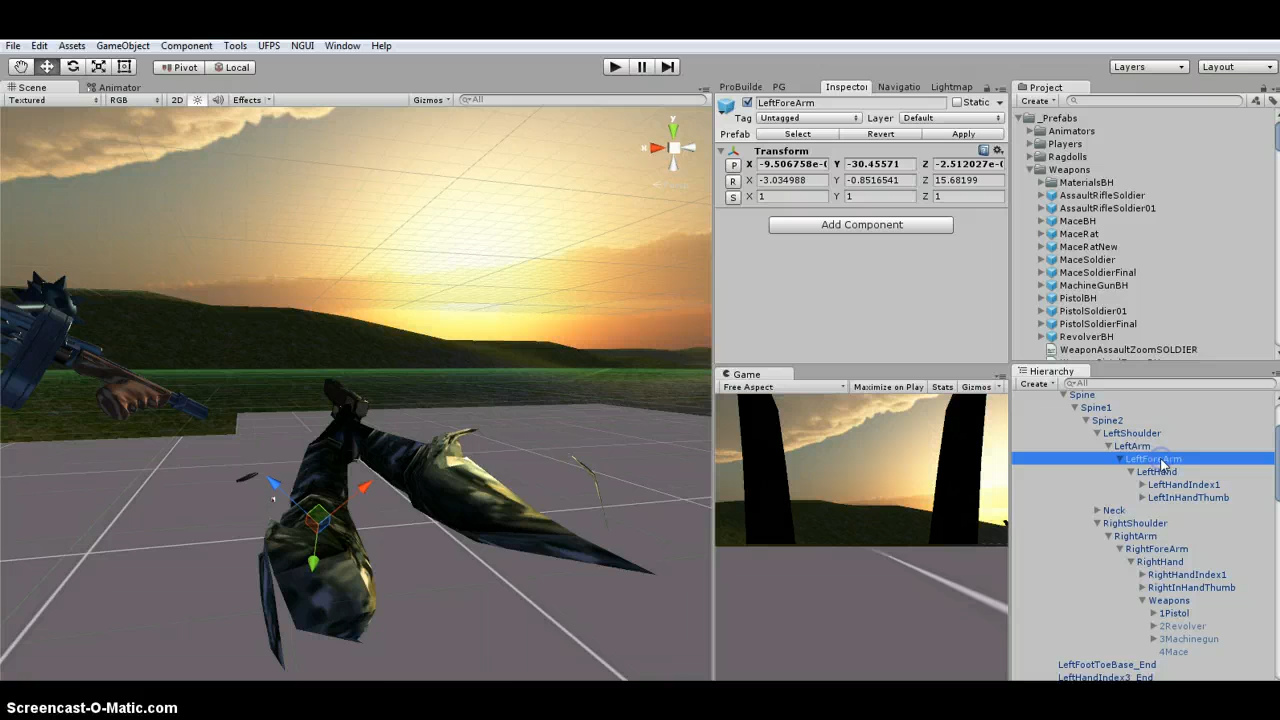 File Edit Assets GameObject Component Tools UFPS NGUI Window Help
Pivot Local Layers Layout
Scene Animator
Textured RGB 2D Effects Gizmos All
ProBuilde PG Inspector Navigatio Lightmap
LeftForeArm Static
Tag Untagged Layer Default
Prefab Select Revert Apply
Transform
P X -9.506758e-( Y -30.45571 Z -2.512027e-(
R X -3.034988 Y -0.8516541 Z 15.68199
S X 1 Y 1 Z 1
Add Component
Project
Create
_Prefabs
Animators
Players
Ragdolls
Weapons
MaterialsBH
AssaultRifleSoldier
AssaultRifleSoldier01
MaceBH
MaceRat
MaceRatNew
MaceSoldier
MaceSoldierFinal
MachineGunBH
PistolBH
PistolSoldier01
PistolSoldierFinal
RevolverBH
WeaponAssaultZoomSOLDIER
Game
Free Aspect Maximize on Play Stats Gizmos
Hierarchy
Create All
Spine
Spine1
Spine2
LeftShoulder
LeftArm
LeftForeArm
LeftHand
LeftHandIndex1
LeftInHandThumb
Neck
RightShoulder
RightArm
RightForeArm
RightHand
RightHandIndex1
RightInHandThumb
Weapons
1Pistol
2Revolver
3Machinegun
4Mace
LeftFootToeBase_End
LeftHandIndex3_End
y
x
Screencast-O-Matic.com